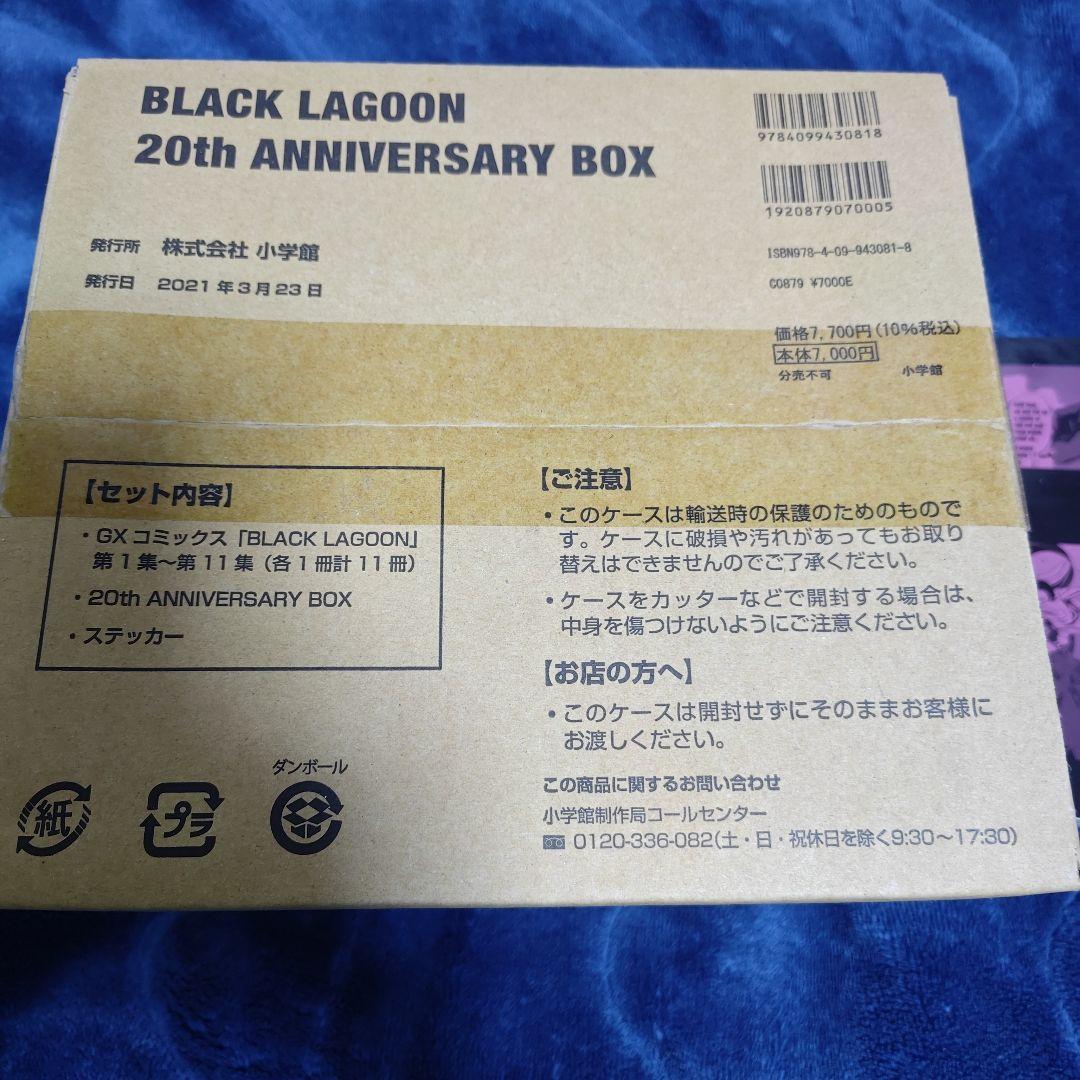 BLACK LAGOON
20th ANNIVERSARY BOX
9784099430818
1920879070005
発行所 株式会社 小学館
発行日 2021年3月23日
ISBN978-4-09-943081-8
C0879 ¥7000E
価格7,700円(10%税込)
本体7,000円
分売不可 小学館
【セット内容】
・GXコミックス「BLACK LAGOON」
第1集〜第11集（各1冊計11冊）
・20th ANNIVERSARY BOX
・ステッカー
【ご注意】
・このケースは輸送時の保護のためのもので
す。ケースに破損や汚れがあってもお取り
替えはできませんのでご了承ください。
・ケースをカッターなどで開封する場合は、
中身を傷つけないようにご注意ください。
【お店の方へ】
・このケースは開封せずにそのままお客様に
お渡しください。
この商品に関するお問い合わせ
小学館制作局コールセンター
0120-336-082(土・日・祝休日を除く9:30〜17:30)
紙
プラ
ダンボール